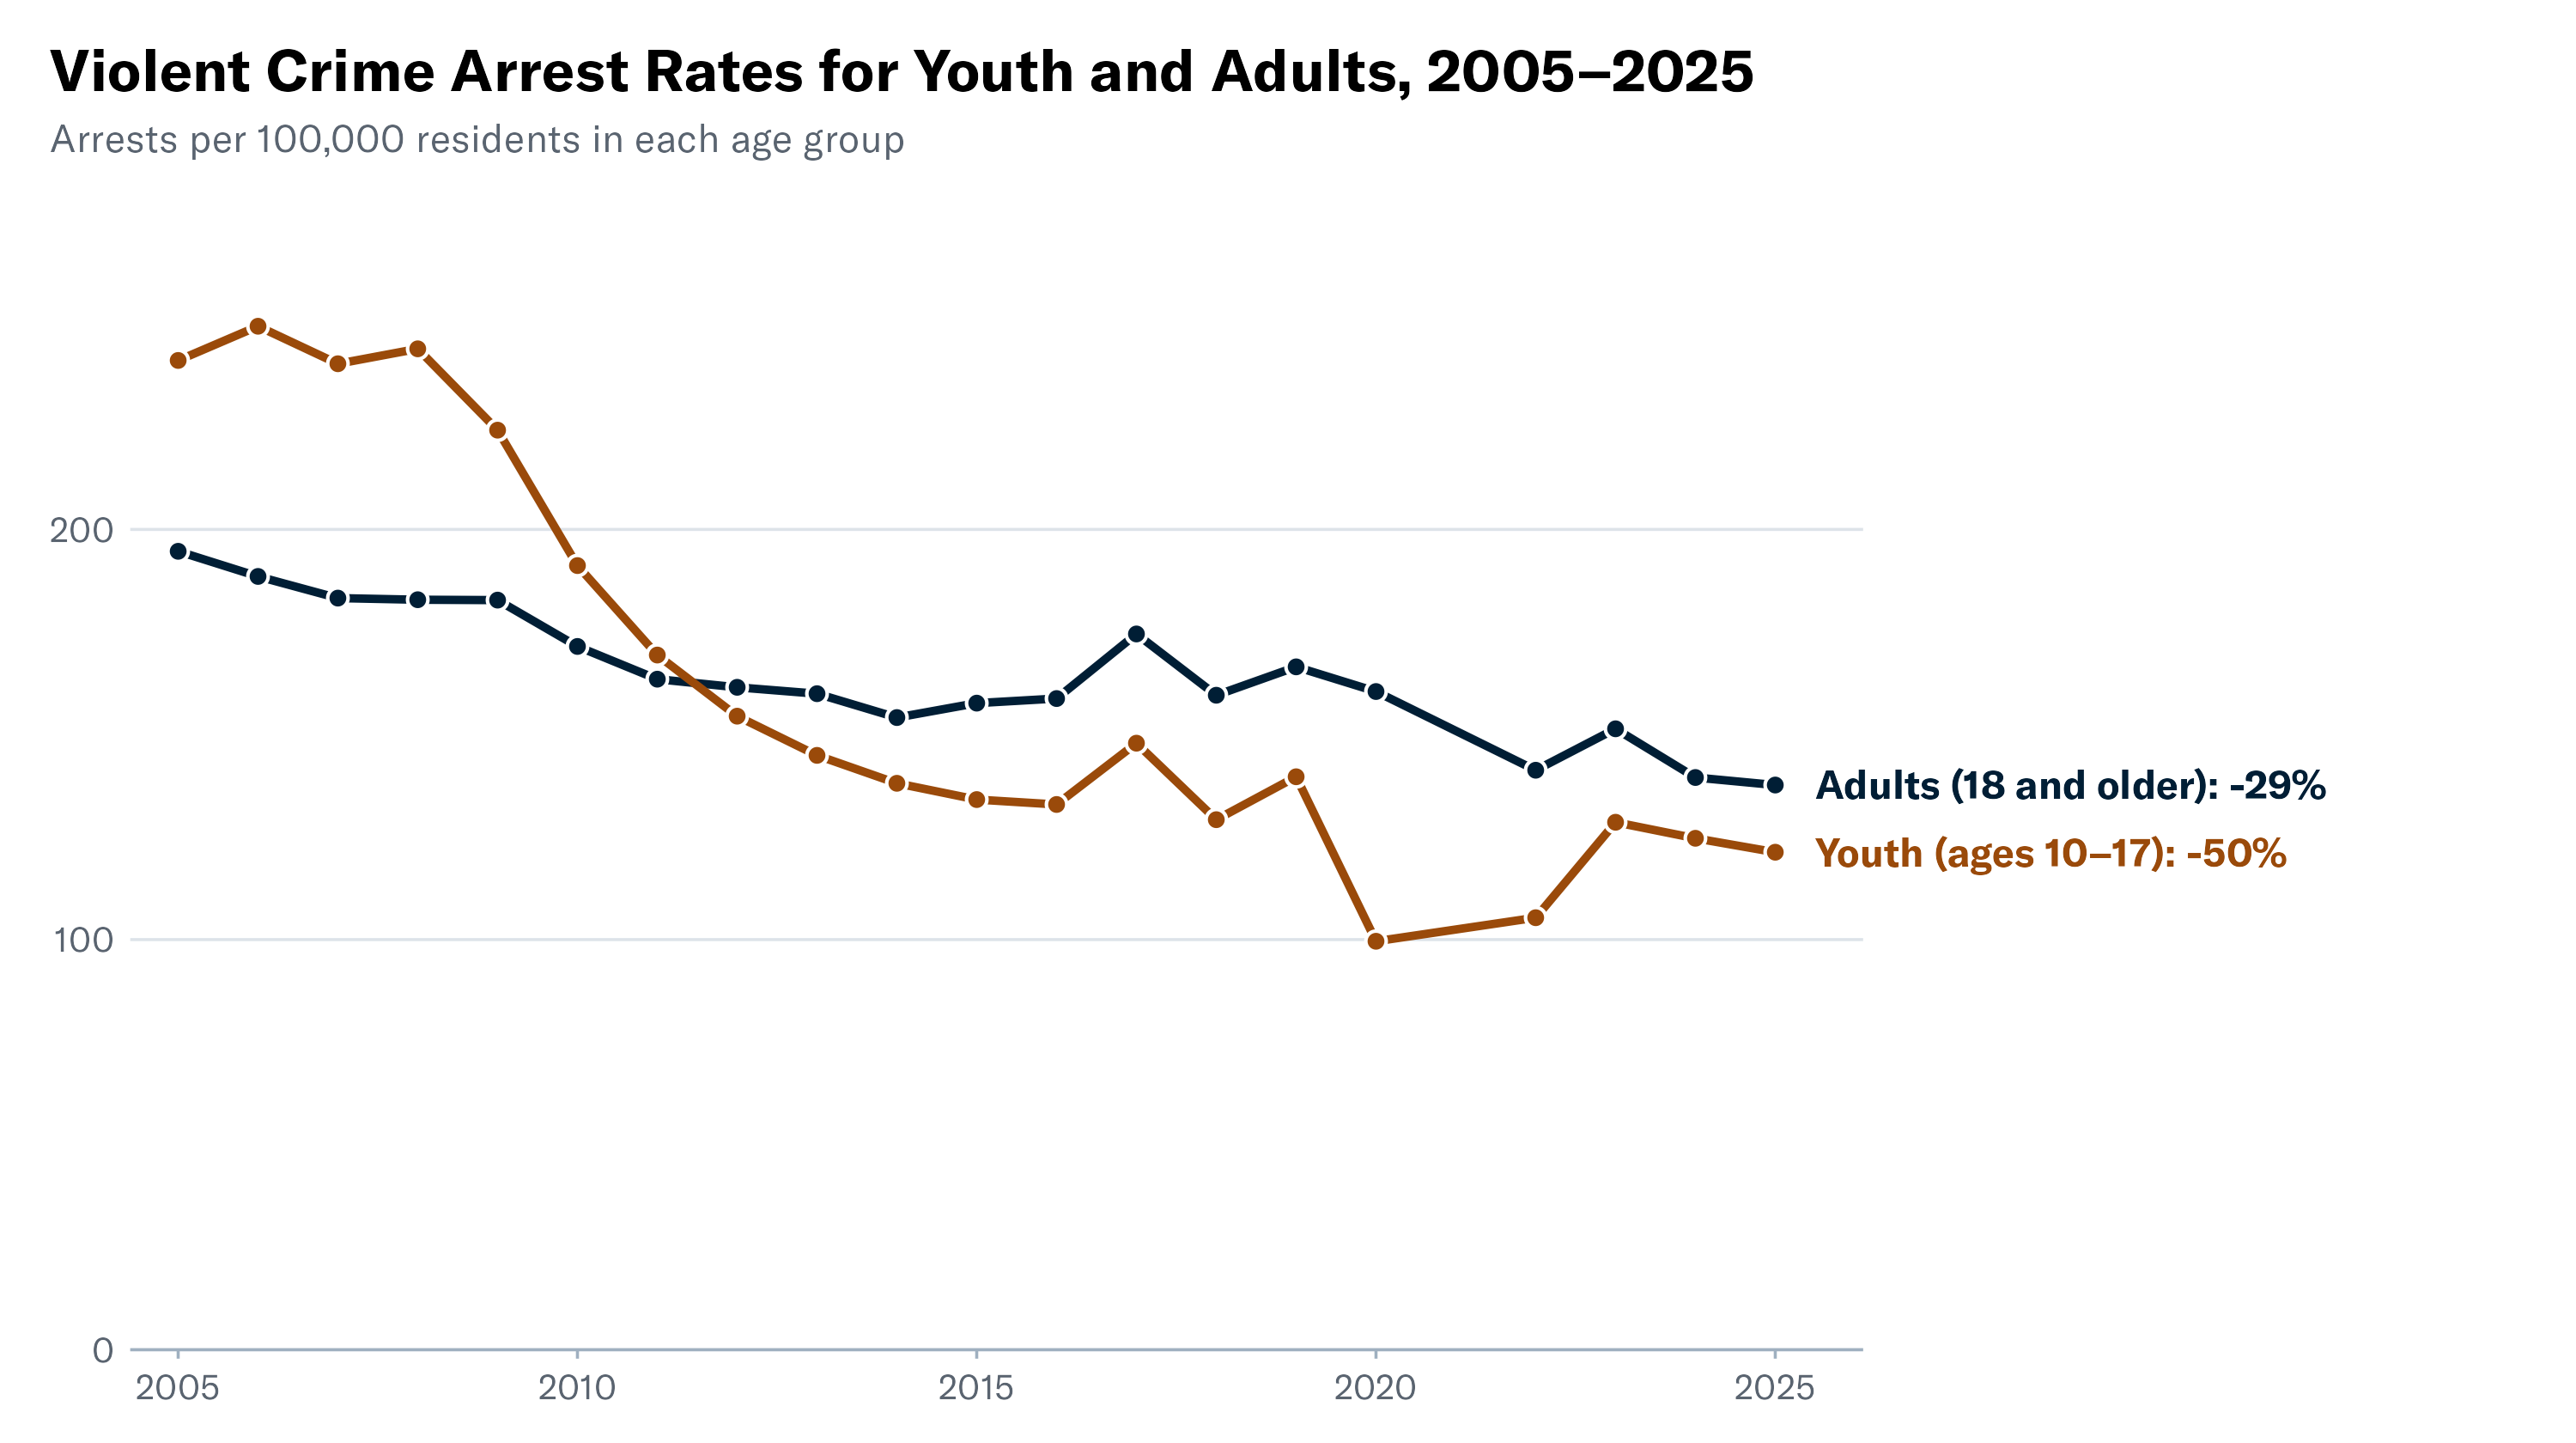 Violent Crime Arrest Rates for Youth and Adults, 2005–2025
Arrests per 100,000 residents in each age group
200
Adults (18 and older): -29%
Youth (ages 10–17): -50%
100
0
2005 2010 2015 2020 2025